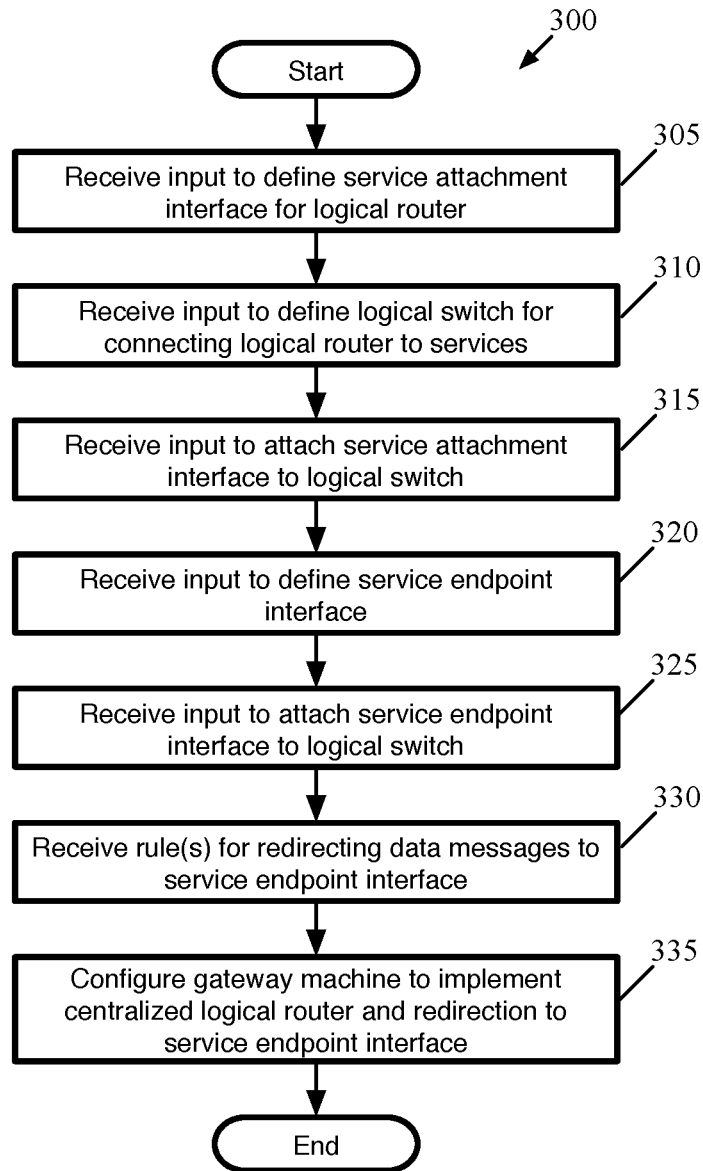 300
Start
305
Receive input to define service attachment
interface for logical router
310
Receive input to define logical switch for
connecting logical router to services
315
Receive input to attach service attachment
interface to logical switch
320
Receive input to define service endpoint
interface
325
Receive input to attach service endpoint
interface to logical switch
330
Receive rule(s) for redirecting data messages to
service endpoint interface
335
Configure gateway machine to implement
centralized logical router and redirection to
service endpoint interface
End